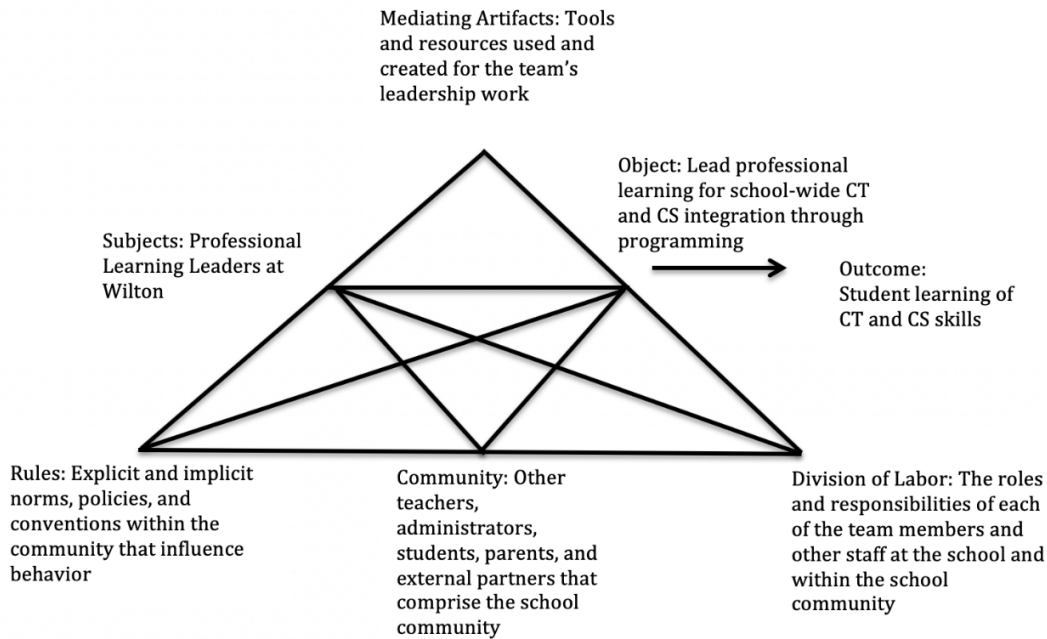 Mediating Artifacts: Tools
and resources used and
created for the team's
leadership work
Object: Lead professional
learning for school-wide CT
and CS integration through
programming
Subjects: Professional
Learning Leaders at
Wilton
Outcome:
Student learning of
CT and CS skills
Rules: Explicit and implicit
norms, policies, and
conventions within the
community that influence
behavior
Community: Other
teachers,
administrators,
students, parents, and
external partners that
comprise the school
community
Division of Labor: The roles
and responsibilities of each
of the team members and
other staff at the school and
within the school
community